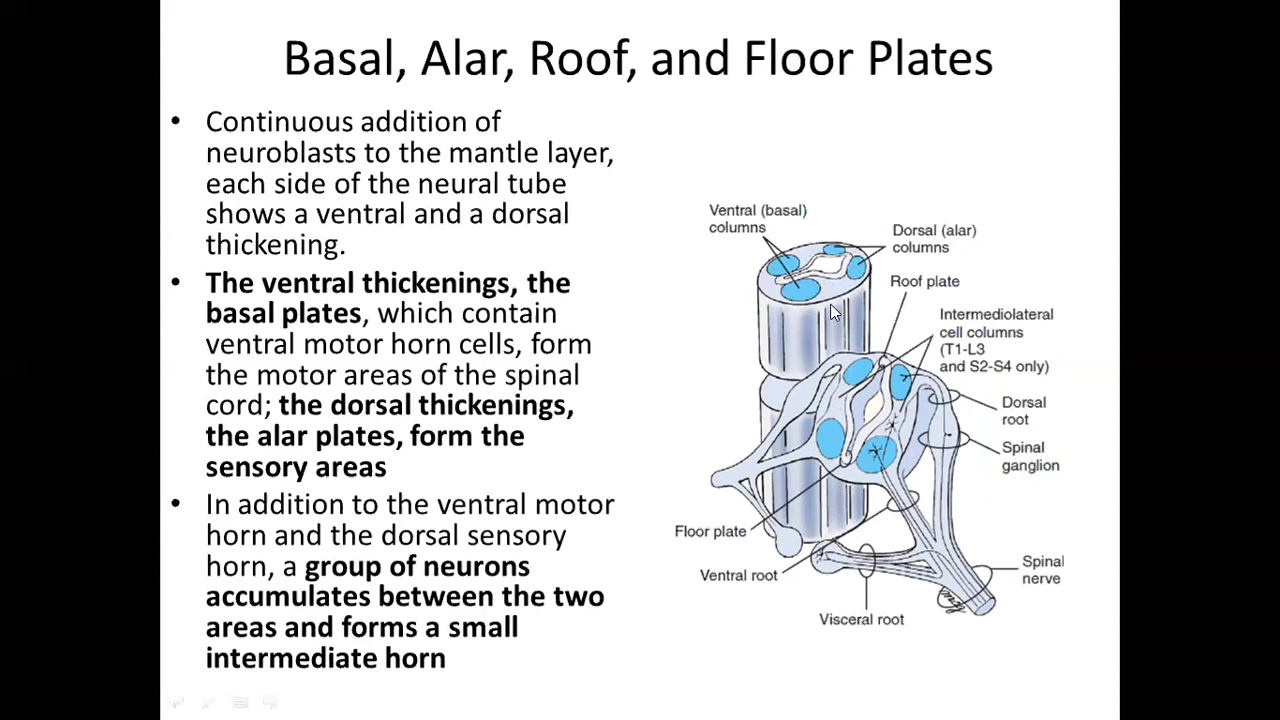 Basal, Alar, Roof, and Floor Plates
• Continuous addition of
neuroblasts to the mantle layer,
each side of the neural tube
shows a ventral and a dorsal
thickening.
• The ventral thickenings, the
basal plates, which contain
ventral motor horn cells, form
the motor areas of the spinal
cord; the dorsal thickenings,
the alar plates, form the
sensory areas
• In addition to the ventral motor
horn and the dorsal sensory
horn, a group of neurons
accumulates between the two
areas and forms a small
intermediate horn
Ventral (basal)
columns
Dorsal (alar)
columns
Roof plate
Intermediolateral
cell columns
(T1-L3
and S2-S4 only)
Dorsal
root
Spinal
ganglion
Floor plate
Ventral root
Visceral root
Spinal
nerve